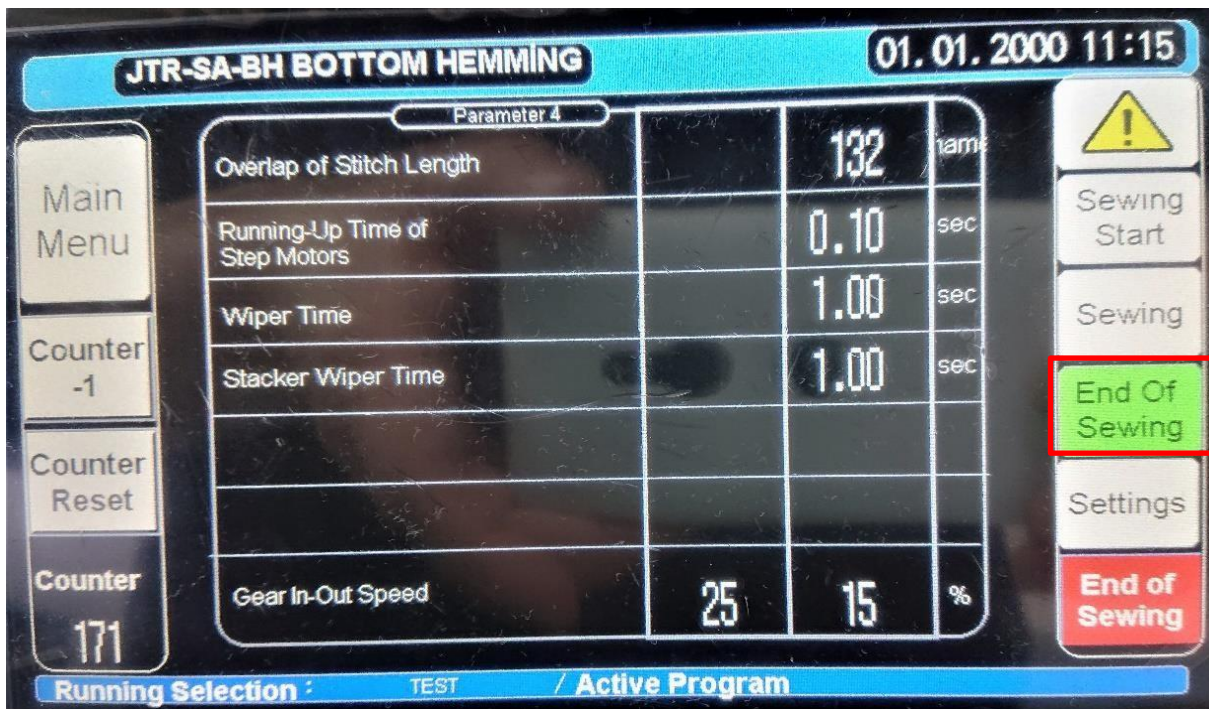 JTR-SA-BH BOTTOM HEMMİNG
01. 01. 2000 11:15
Parameter 4
Main
Menu
Counter
-1
Counter
Reset
Counter
171
Overlap of Stitch Length 132
Running-Up Time of
Step Motors 0.10 sec
Wiper Time 1.00 sec
Stacker Wiper Time 1.00 sec
Gear In-Out Speed 25 15 %
Sewing
Start
Sewing
End Of
Sewing
Settings
End of
Sewing
Running Selection : TEST / Active Program